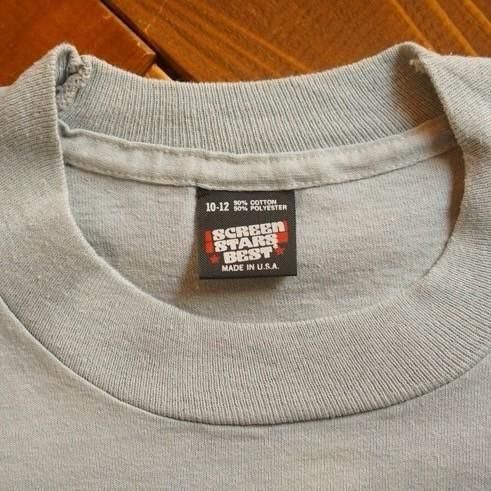 10-12 50% COTTON
50% POLYESTER
SCREEN
STARS
BEST
MADE IN U.S.A.